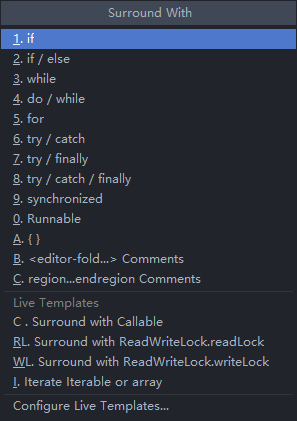 Surround With
1. if
2. if / else
3. while
4. do / while
5. for
6. try / catch
7. try / finally
8. try / catch / finally
9. synchronized
0. Runnable
A. { }
B. <editor-fold...> Comments
C. region...endregion Comments
Live Templates
C . Surround with Callable
RL. Surround with ReadWriteLock.readLock
WL. Surround with ReadWriteLock.writeLock
I. Iterate Iterable or array
Configure Live Templates...